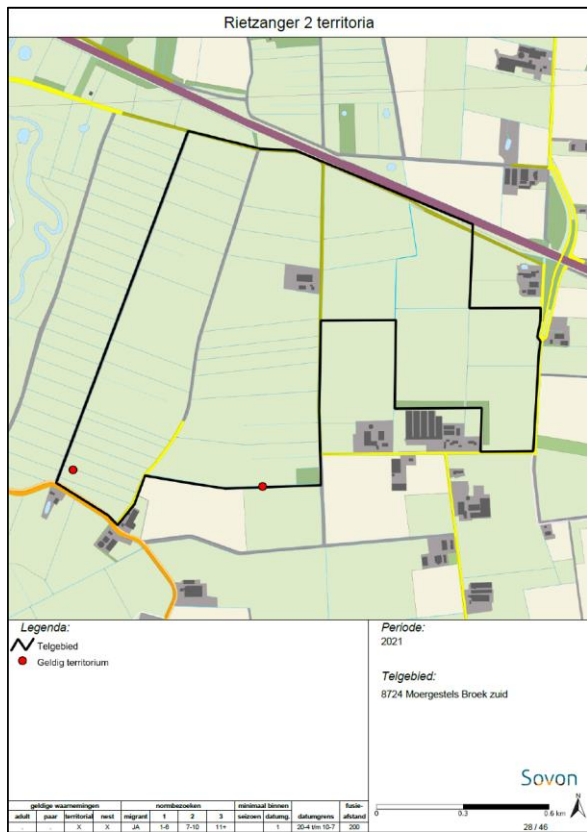 Rietzanger 2 territoria
Legenda:
Telgebied
Geldig territorium
Periode:
2021
Telgebied:
8724 Moergestels Broek zuid
Sovon
N
0 0.3 0.6 km
28 / 46
geldige waarnemingen normbezoeken minimaal binnen fusie-
adult paar territorial nest migrant 1 2 3 seizoen datumg. datumgrens afstand
. . X X JA 1-6 7-10 11+ 1 20-4 t/m 10-7 200